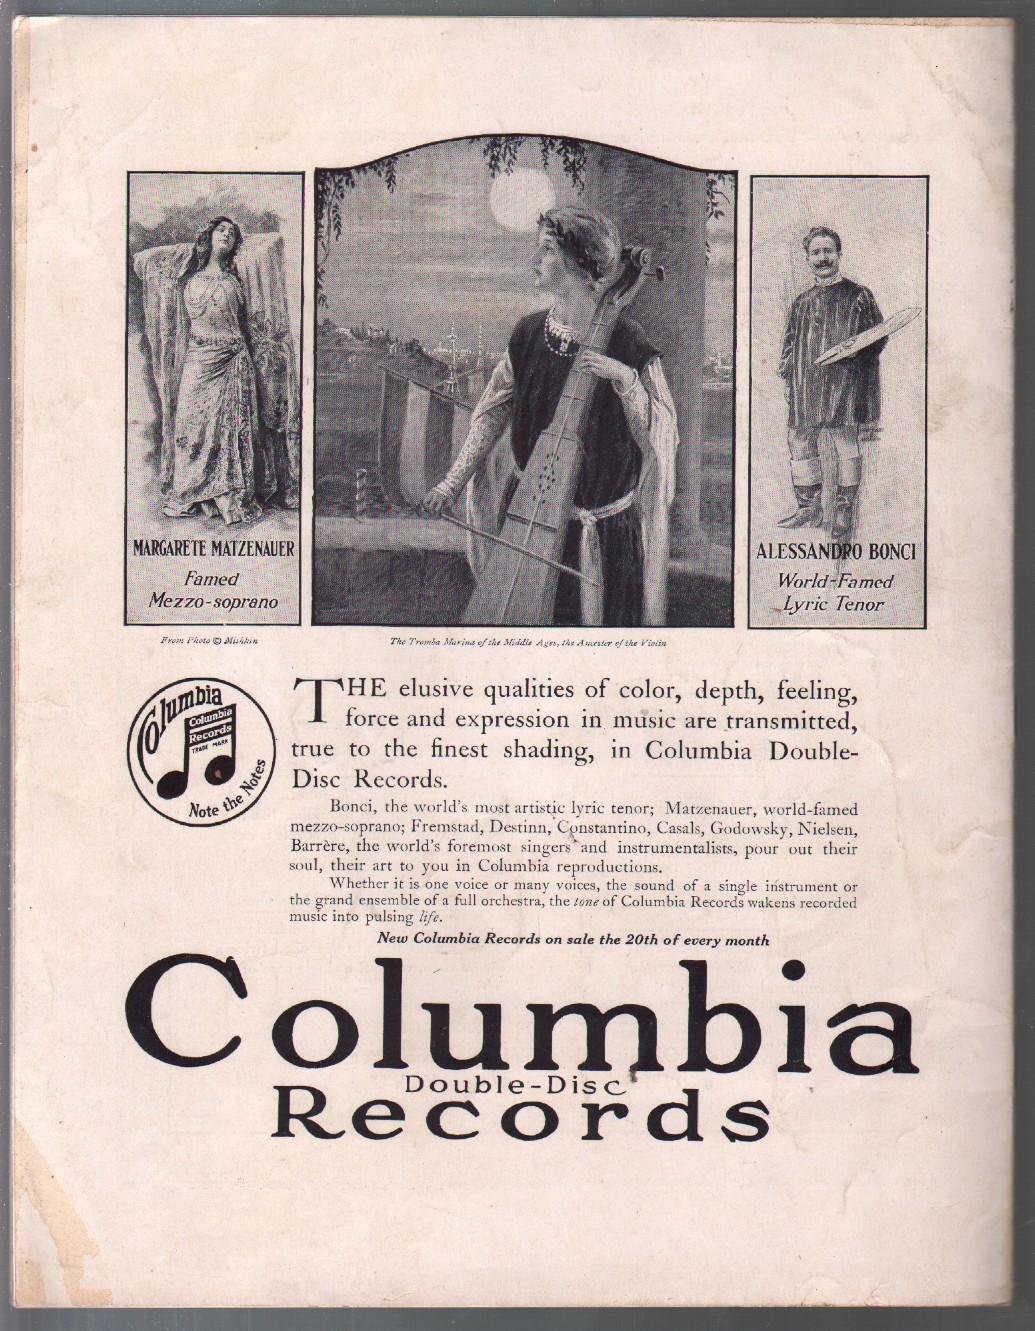 MARGARETE MATZENAUER
Famed
Mezzo-soprano
ALESSANDRO BONCI
World-Famed
Lyric Tenor
From Photo © Mishkin
The Tromba Marina of the Middle Ages, the Ancester of the Violin
Columbia
Columbia
Records
TRADE MARK
Note the Notes
THE elusive qualities of color, depth, feeling,
force and expression in music are transmitted,
true to the finest shading, in Columbia Double-
Disc Records.
Bonci, the world's most artistic lyric tenor; Matzenauer, world-famed
mezzo-soprano; Fremstad, Destinn, Constantino, Casals, Godowsky, Nielsen,
Barrère, the world's foremost singers and instrumentalists, pour out their
soul, their art to you in Columbia reproductions.
Whether it is one voice or many voices, the sound of a single instrument or
the grand ensemble of a full orchestra, the tone of Columbia Records wakens recorded
music into pulsing life.
New Columbia Records on sale the 20th of every month
Columbia
Double-Disc
Records